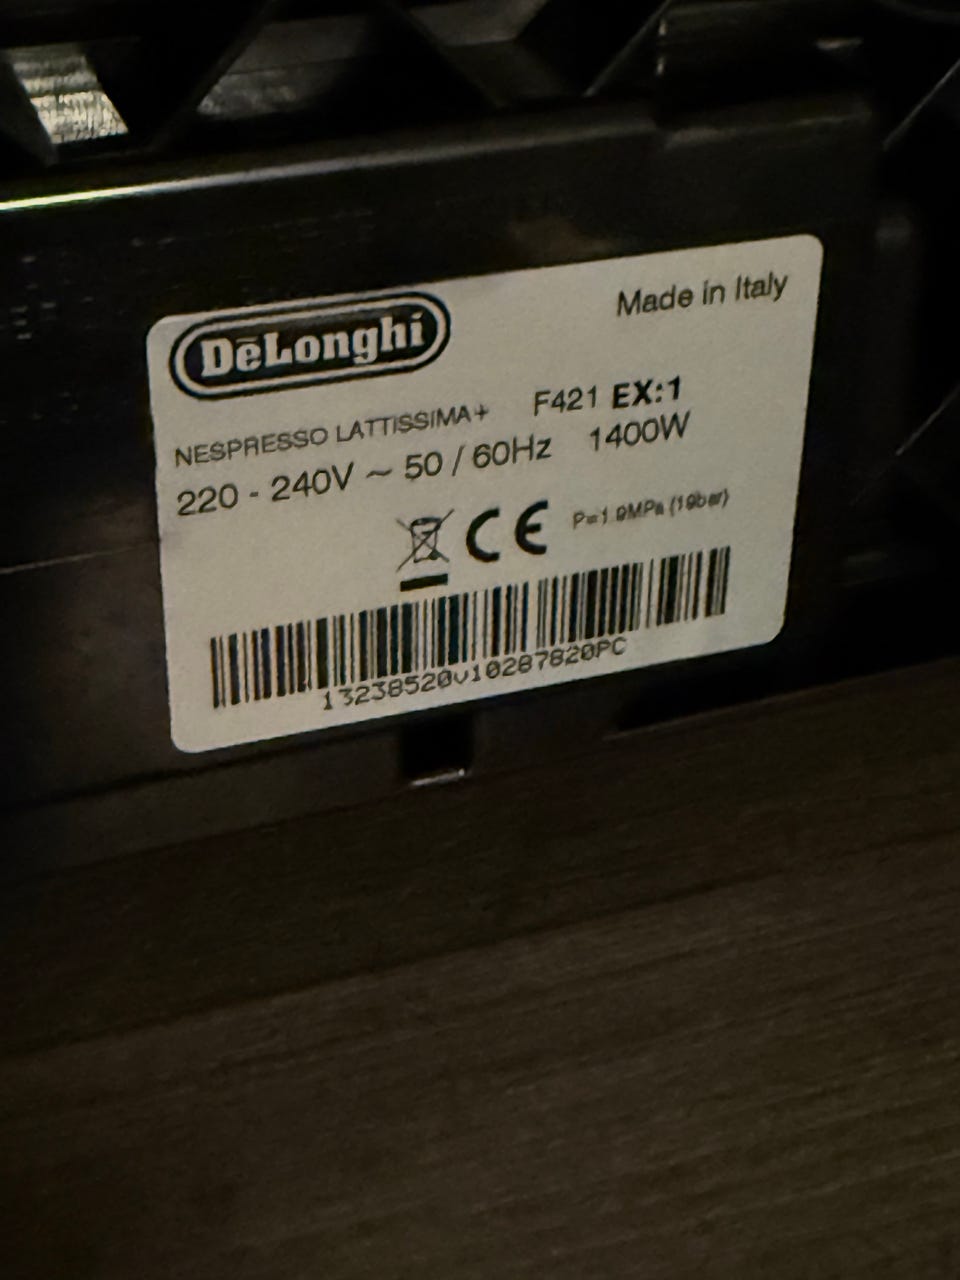 DēLonghi
Made in Italy
NESPRESSO LATTISSIMA+ F421 EX:1
220 - 240V ~ 50 / 60Hz 1400W
CE P=1.9MPa (19bar)
13238520v10287820PC